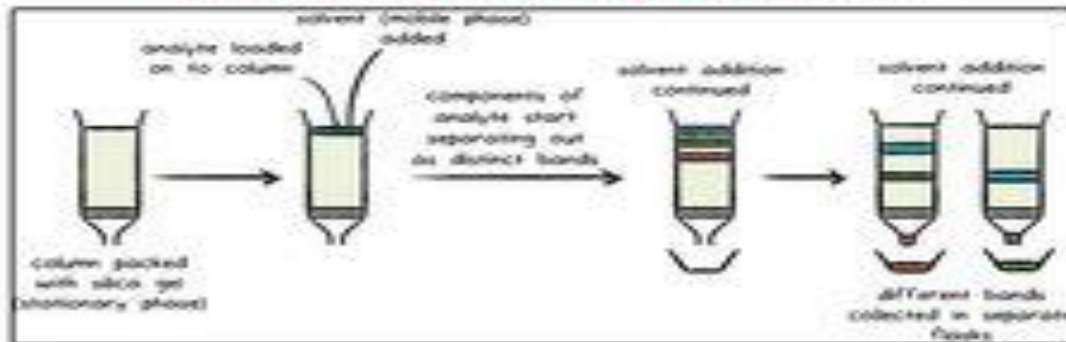 solvent (mobile phase)
added
analyte loaded
on to column
components of
analyte start
separating out
as distinct bands
solvent addition
continued
solvent addition
continued
column packed
with silica gel
(stationary phase)
different bands
collected in separate
flasks